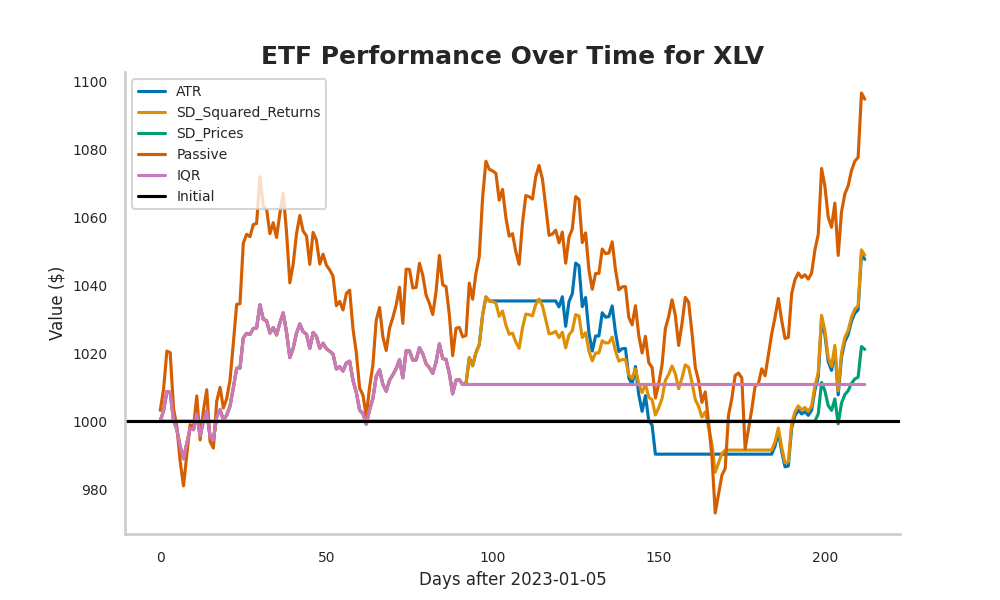 ETF Performance Over Time for XLV
1100
1080
1060
1040
1020
1000
980
Value ($)
ATR
SD_Squared_Returns
SD_Prices
Passive
IQR
Initial
0 50 100 150 200
Days after 2023-01-05